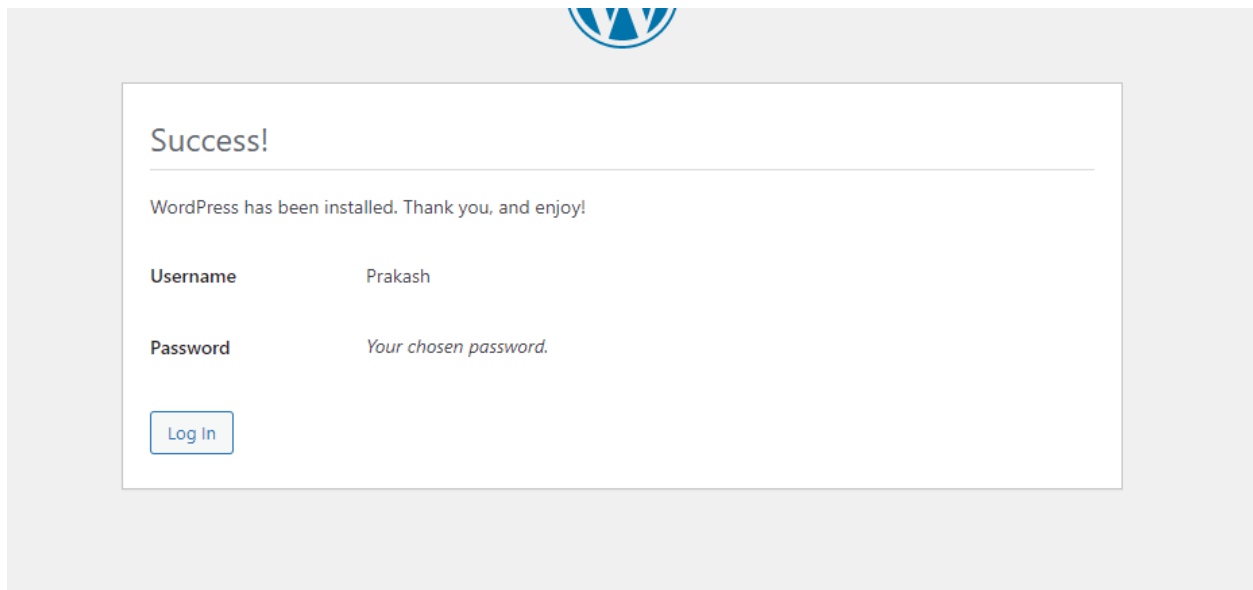 Success!
WordPress has been installed. Thank you, and enjoy!
Username Prakash
Password Your chosen password.
Log In